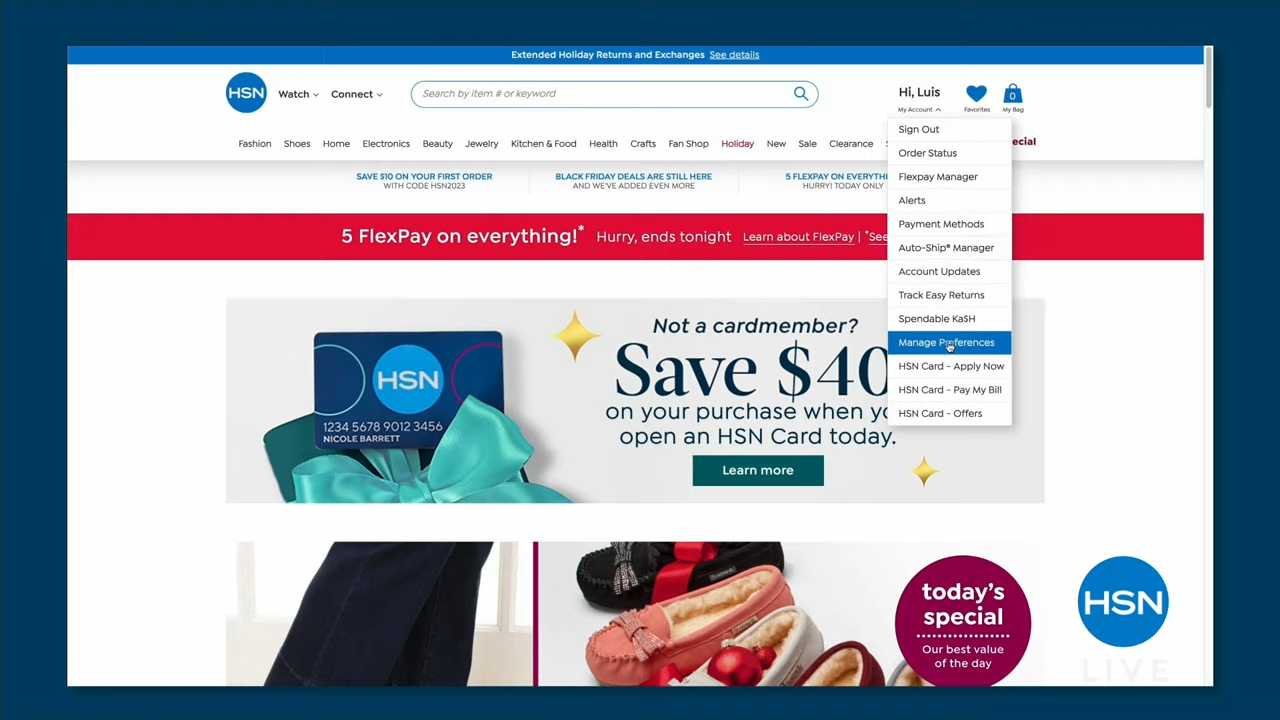 Extended Holiday Returns and Exchanges See details
HSN
Watch
Connect
Search by item # or keyword
Hi, Luis
My Account
Favorites
0
My Bag
Fashion Shoes Home Electronics Beauty Jewelry Kitchen & Food Health Crafts Fan Shop Holiday New Sale Clearance
ecial
Sign Out
Order Status
Flexpay Manager
Alerts
Payment Methods
Auto-Ship® Manager
Account Updates
Track Easy Returns
Spendable Ka$H
Manage Preferences
HSN Card - Apply Now
HSN Card - Pay My Bill
HSN Card - Offers
SAVE $10 ON YOUR FIRST ORDER
WITH CODE HSN2023
BLACK FRIDAY DEALS ARE STILL HERE
AND WE'VE ADDED EVEN MORE
5 FLEXPAY ON EVERYTH
HURRY! TODAY ONLY
5 FlexPay on everything!* Hurry, ends tonight Learn about FlexPay | *See
HSN
1234 5678 9012 3456
NICOLE BARRETT
Not a cardmember?
Save $40
on your purchase when yo
open an HSN Card today.
Learn more
today's
special
Our best value
of the day
HSN
LIVE